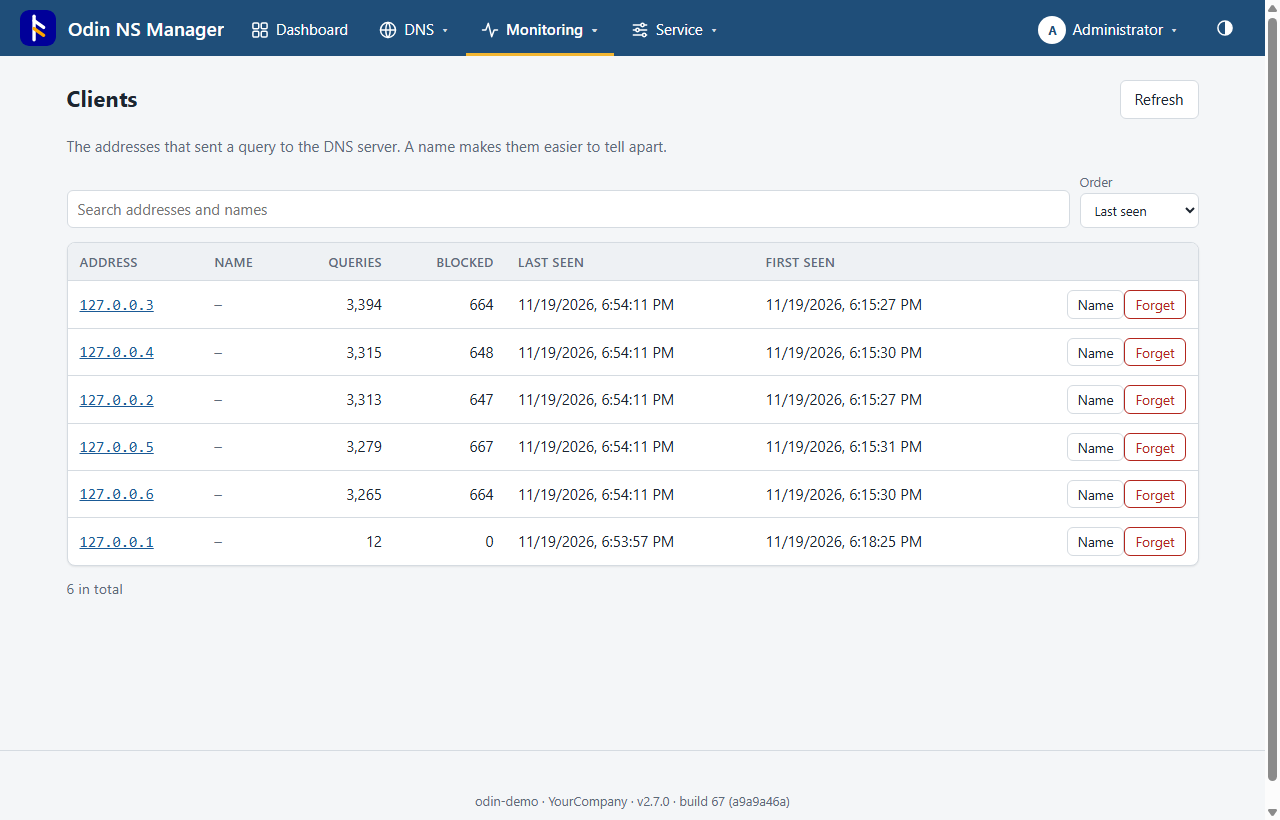 Odin NS Manager Dashboard DNS Monitoring Service A Administrator
Clients Refresh
The addresses that sent a query to the DNS server. A name makes them easier to tell apart.
Order
Search addresses and names Last seen
ADDRESS NAME QUERIES BLOCKED LAST SEEN FIRST SEEN
127.0.0.3 – 3,394 664 11/19/2026, 6:54:11 PM 11/19/2026, 6:15:27 PM Name Forget
127.0.0.4 – 3,315 648 11/19/2026, 6:54:11 PM 11/19/2026, 6:15:30 PM Name Forget
127.0.0.2 – 3,313 647 11/19/2026, 6:54:11 PM 11/19/2026, 6:15:27 PM Name Forget
127.0.0.5 – 3,279 667 11/19/2026, 6:54:11 PM 11/19/2026, 6:15:31 PM Name Forget
127.0.0.6 – 3,265 664 11/19/2026, 6:54:11 PM 11/19/2026, 6:15:30 PM Name Forget
127.0.0.1 – 12 0 11/19/2026, 6:53:57 PM 11/19/2026, 6:18:25 PM Name Forget
6 in total
odin-demo · YourCompany · v2.7.0 · build 67 (a9a9a46a)